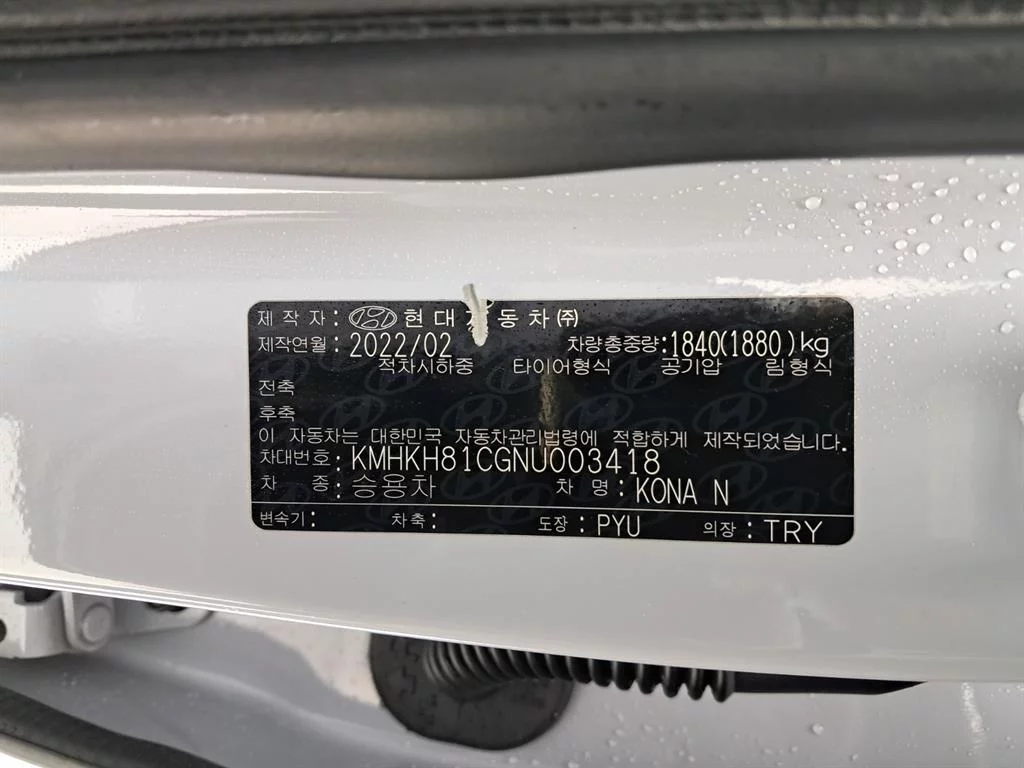 제작자 : 현대자동차(주)
제작연월: 2022/02 차량총중량:1840(1880)kg
적차시하중 타이어형식 공기압 림형식
전축
후축
이 자동차는 대한민국 자동차관리법령에 적합하게 제작되었습니다.
차대번호: KMHKH81CGNU003418
차 종: 승용차 차 명: KONA N
변속기: 차축: 도장: PYU 의장: TRY